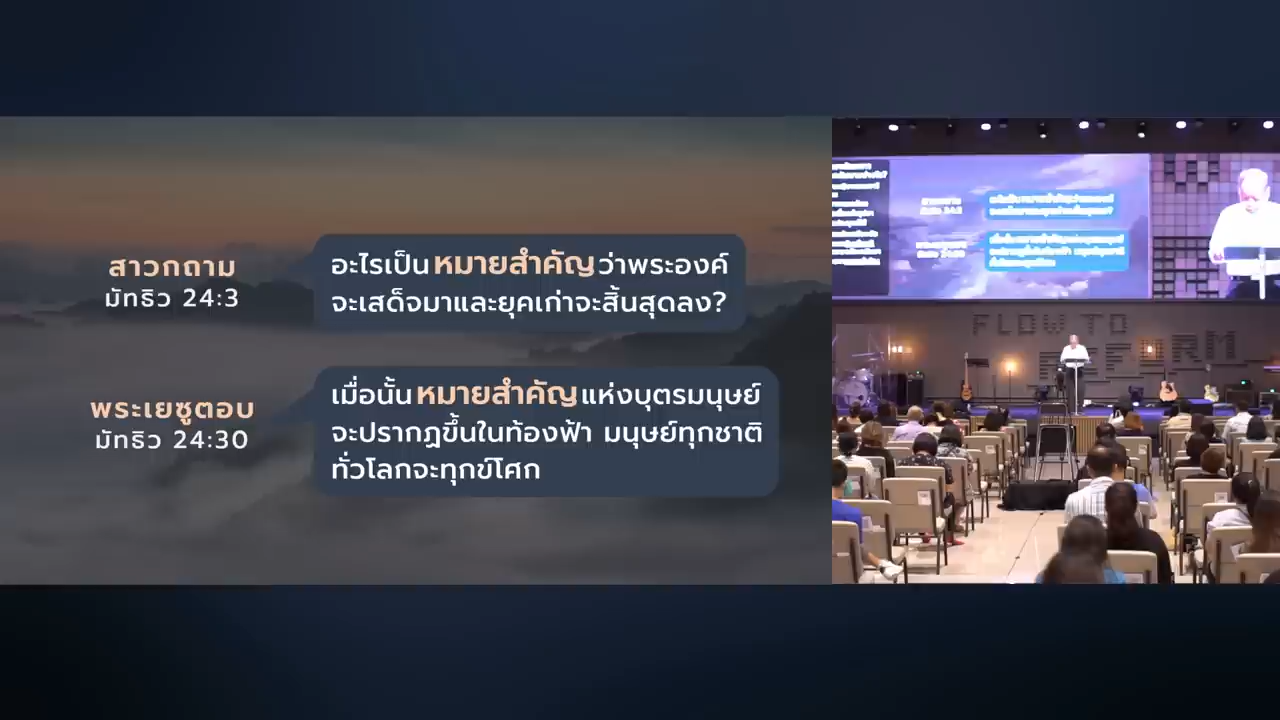 สาวกถาม
มัทธิว 24:3
อะไรเป็นหมายสำคัญว่าพระองค์
จะเสด็จมาและยุคเก่าจะสิ้นสุดลง?
พระเยซูตอบ
มัทธิว 24:30
เมื่อนั้นหมายสำคัญแห่งบุตรมนุษย์
จะปรากฏขึ้นในท้องฟ้า มนุษย์ทุกชาติ
ทั่วโลกจะทุกข์โศก
FLOW TO